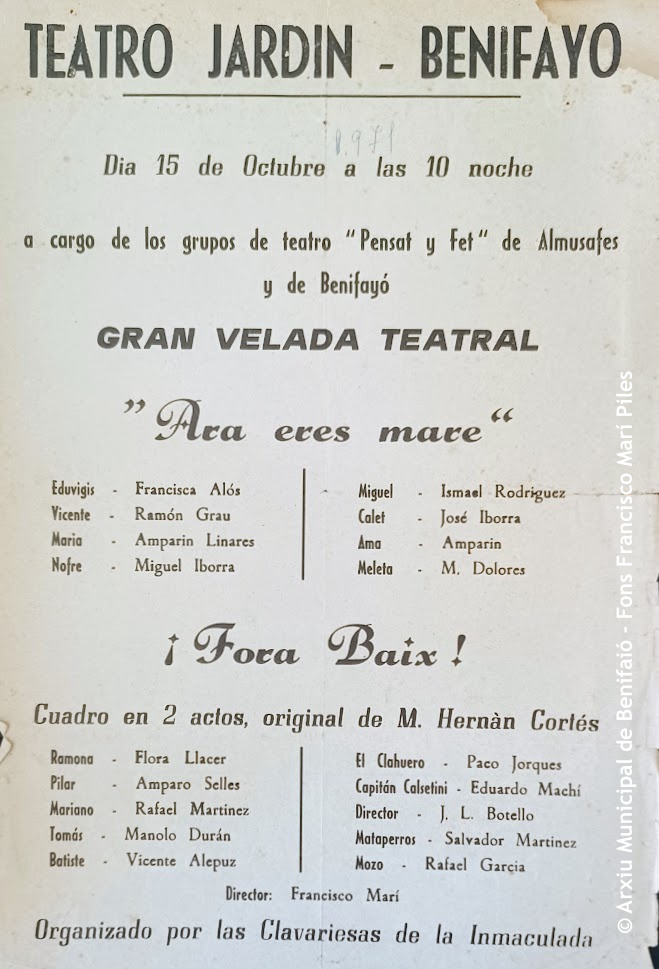 TEATRO JARDIN - BENIFAYO
1.971
Dia 15 de Octubre a las 10 noche
a cargo de los grupos de teatro "Pensat y Fet" de Almusafes
y de Benifayó
GRAN VELADA TEATRAL
"Ara eres mare"
Eduvigis - Francisca Alós
Vicente - Ramón Grau
Maria - Amparin Linares
Nofre - Miguel Iborra
Miguel - Ismael Rodriguez
Calet - José Iborra
Ama - Amparin
Meleta - M. Dolores
¡Fora Baix!
Cuadro en 2 actos, original de M. Hernàn Cortés
Ramona - Flora Llacer
Pilar - Amparo Selles
Mariano - Rafael Martinez
Tomás - Manolo Durán
Batiste - Vicente Alepuz
El Clahuero - Paco Jorques
Capitán Calsetini - Eduardo Machí
Director - J. L. Botello
Mataperros - Salvador Martinez
Mozo - Rafael Garcia
Director: Francisco Marí
Organizado por las Clavariesas de la Inmaculada
© Arxiu Municipal de Benifaió - Fons Francisco Marí Piles